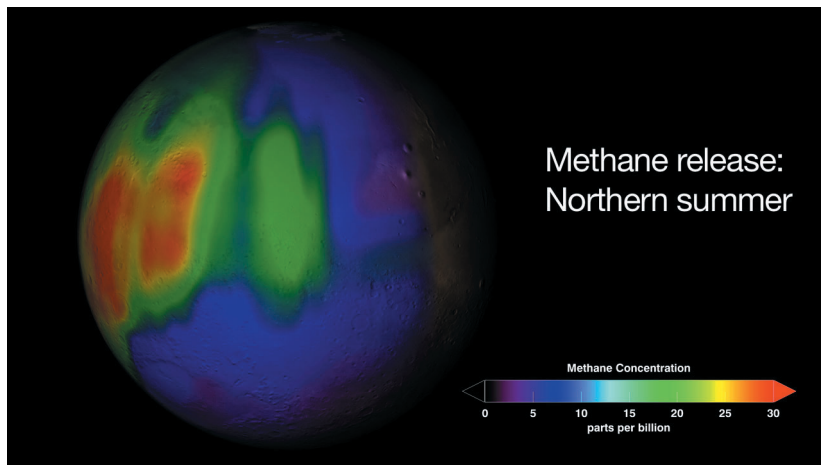 Methane release:
Northern summer
Methane Concentration
0 5 10 15 20 25 30
parts per billion